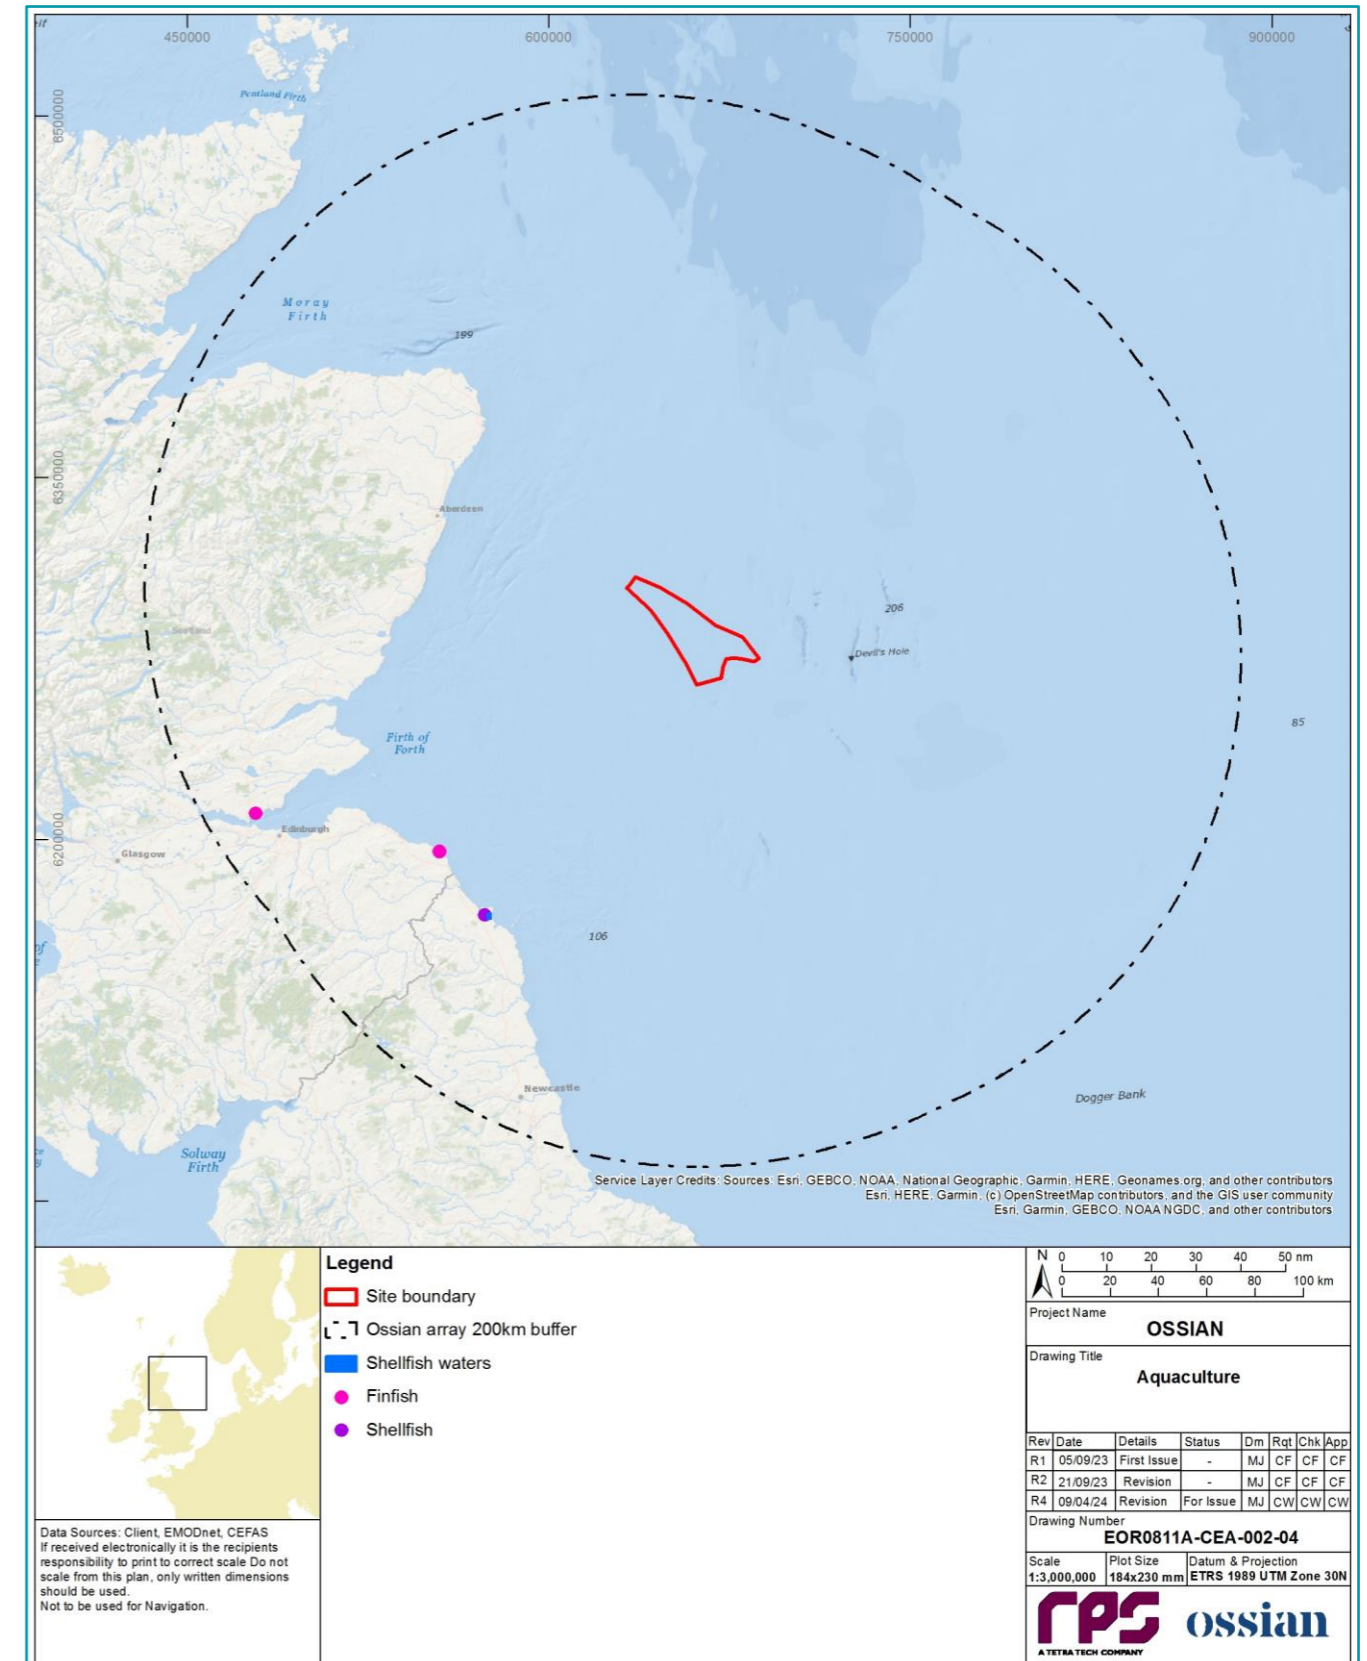 450000
600000
750000
900000
Pentland Firth
6500000
Moray
Firth
199
6350000
Aberdeen
206
Devil's Hole
Scotland
85
Firth of
Forth
6200000
Edinburgh
Glasgow
106
Newcastle
Dogger Bank
Solway
Firth
Service Layer Credits: Sources: Esri, GEBCO, NOAA, National Geographic, Garmin, HERE, Geonames.org, and other contributors
Esri, HERE, Garmin, (c) OpenStreetMap contributors, and the GIS user community
Esri, Garmin, GEBCO, NOAA NGDC, and other contributors
Legend
Site boundary
Ossian array 200km buffer
Shellfish waters
Finfish
Shellfish
Data Sources: Client, EMODnet, CEFAS
If received electronically it is the recipients
responsibility to print to correct scale Do not
scale from this plan, only written dimensions
should be used.
Not to be used for Navigation.
N 0 10 20 30 40 50 nm
0 20 40 60 80 100 km
Project Name
OSSIAN
Drawing Title
Aquaculture
Rev Date Details Status Dm Rqt Chk App
R1 05/09/23 First Issue - MJ CF CF CF
R2 21/09/23 Revision - MJ CF CF CF
R4 09/04/24 Revision For Issue MJ CW CW CW
Drawing Number
EOR0811A-CEA-002-04
Scale Plot Size Datum & Projection
1:3,000,000 184x230 mm ETRS 1989 UTM Zone 30N
rps ossian
A TETRA TECH COMPANY